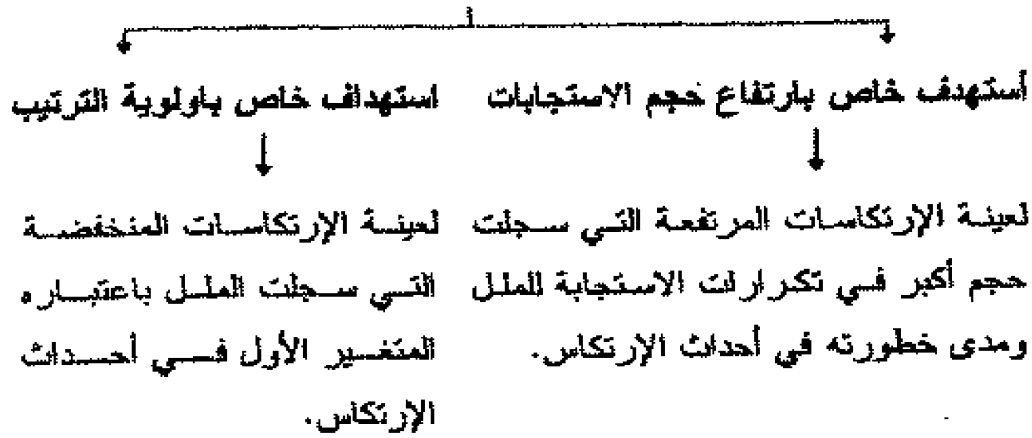 أستهدف خاص بارتفاع حجم الاستجابات
لعينة الإرتكاسات المرتفعة التي سجلت
حجم أكبر في تكرارات الاستجابة للملل
ومدى خطورته في أحداث الإرتكاس.
استهداف خاص باولوية الترتيب
لعينة الإرتكاسات المنخفضة
التي سجلت الملل باعتباره
المتغير الأول في أحداث
الإرتكاس.